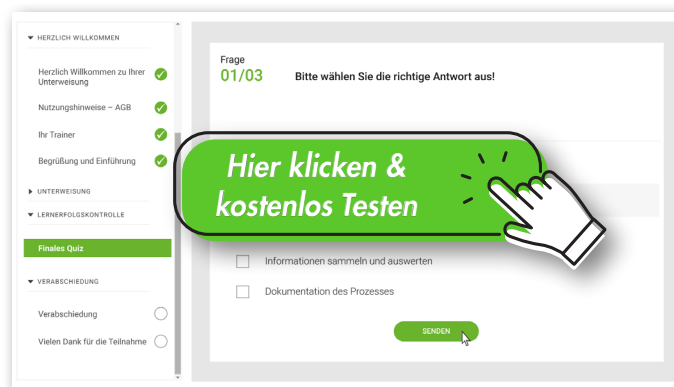 HERZLICH WILLKOMMEN
Herzlich Willkommen zu Ihrer
Unterweisung
Nutzungshinweise – AGB
Ihr Trainer
Begrüßung und Einführung
UNTERWEISUNG
LERNERFOLGSKONTROLLE
Finales Quiz
VERABSCHIEDUNG
Verabschiedung
Vielen Dank für die Teilnahme
Frage
01/03
Bitte wählen Sie die richtige Antwort aus!
Hier klicken &
kostenlos Testen
Informationen sammeln und auswerten
Dokumentation des Prozesses
SENDEN